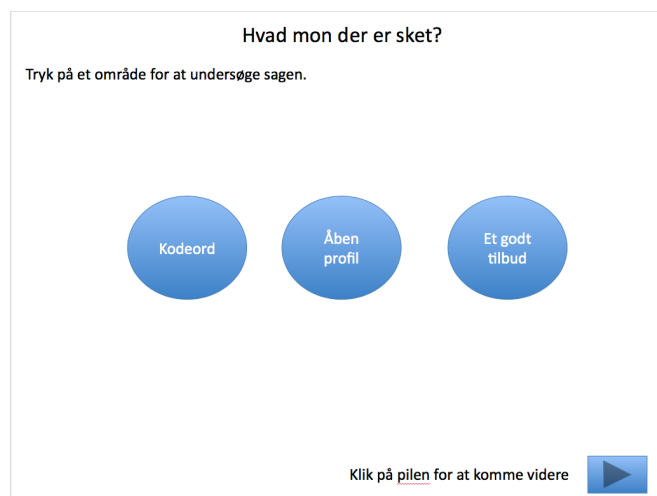 Hvad mon der er sket?
Tryk på et område for at undersøge sagen.
Kodeord
Åben
profil
Et godt
tilbud
Klik på pilen for at komme videre